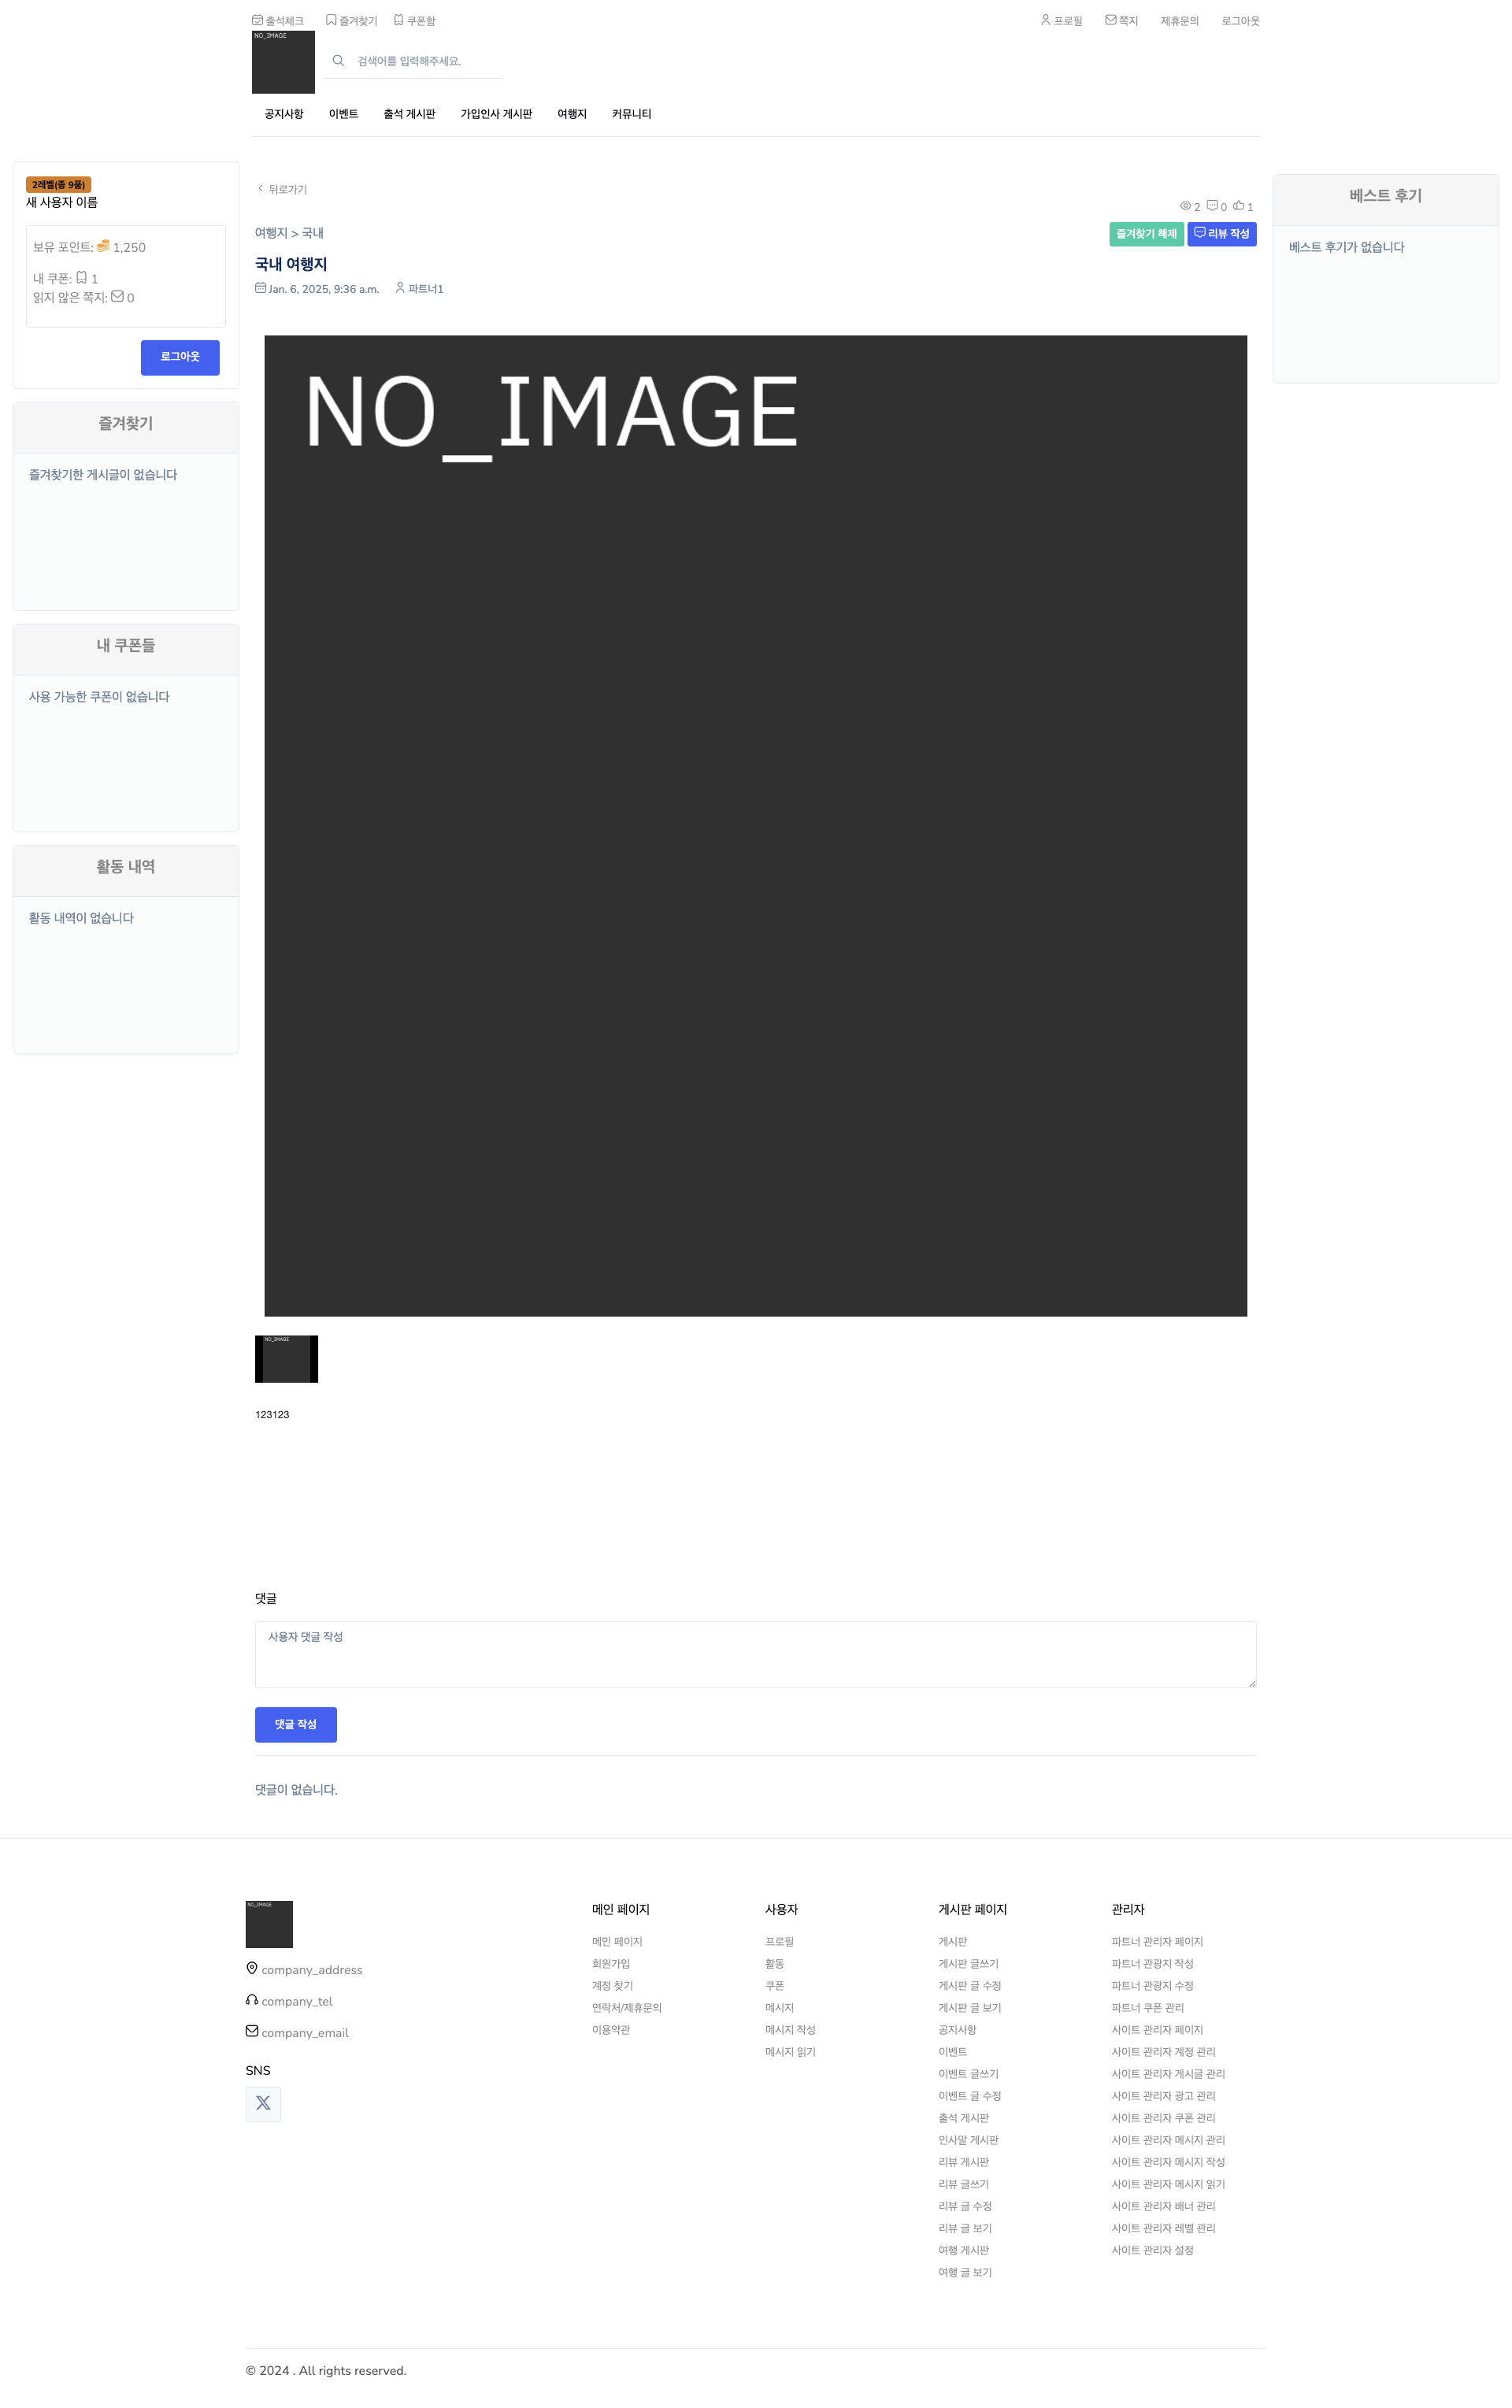 출석체크 즐겨찾기 쿠폰함 프로필 쪽지 제휴문의 로그아웃
NO_IMAGE
검색어를 입력해주세요.
공지사항 이벤트 출석 게시판 가입인사 게시판 여행지 커뮤니티
2레벨(종 9품)
새 사용자 이름
보유 포인트: 1,250
내 쿠폰: 1
읽지 않은 쪽지: 0
로그아웃
즐겨찾기
즐겨찾기한 게시글이 없습니다
내 쿠폰들
사용 가능한 쿠폰이 없습니다
활동 내역
활동 내역이 없습니다
뒤로가기
2 0 1
여행지 > 국내
즐겨찾기 해제 리뷰 작성
국내 여행지
Jan. 6, 2025, 9:36 a.m. 파트너1
NO_IMAGE
NO_IMAGE
123123
댓글
사용자 댓글 작성
댓글 작성
댓글이 없습니다.
베스트 후기
베스트 후기가 없습니다
NO_IMAGE
company_address
company_tel
company_email
SNS
메인 페이지
메인 페이지
회원가입
계정 찾기
연락처/제휴문의
이용약관
사용자
프로필
활동
쿠폰
메시지
메시지 작성
메시지 읽기
게시판 페이지
게시판
게시판 글쓰기
게시판 글 수정
게시판 글 보기
공지사항
이벤트
이벤트 글쓰기
이벤트 글 수정
출석 게시판
인사말 게시판
리뷰 게시판
리뷰 글쓰기
리뷰 글 수정
리뷰 글 보기
여행 게시판
여행 글 보기
관리자
파트너 관리자 페이지
파트너 관광지 작성
파트너 관광지 수정
파트너 쿠폰 관리
사이트 관리자 페이지
사이트 관리자 계정 관리
사이트 관리자 게시글 관리
사이트 관리자 광고 관리
사이트 관리자 쿠폰 관리
사이트 관리자 메시지 관리
사이트 관리자 메시지 작성
사이트 관리자 메시지 읽기
사이트 관리자 배너 관리
사이트 관리자 레벨 관리
사이트 관리자 설정
© 2024 . All rights reserved.